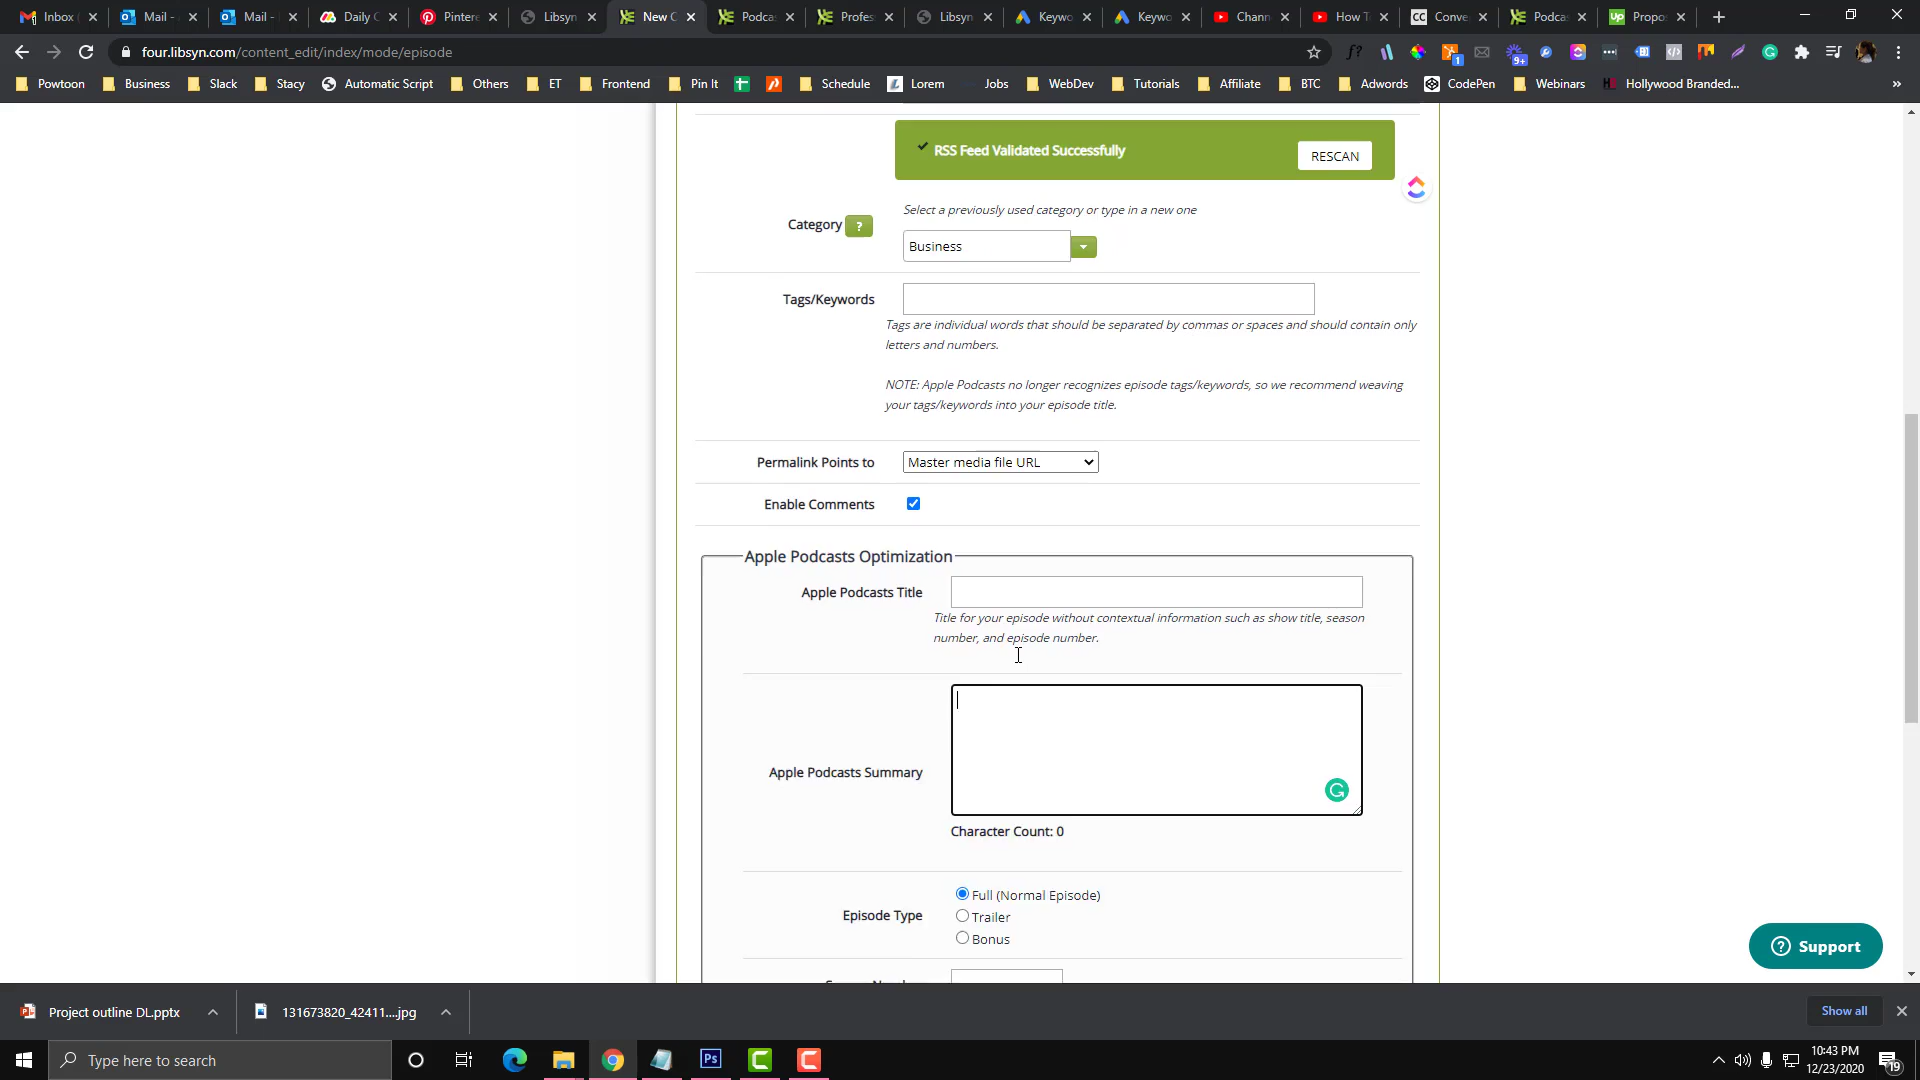 Inbox
Mail -
Mail -
Daily C
Pintere
Libsyn
New C
Podcas
Profess
Libsyn
Keywo
Keywo
Chann
How T
Conve
Podcas
Propo
four.libsyn.com/content_edit/index/mode/episode
Powtoon
Business
Slack
Stacy
Automatic Script
Others
ET
Frontend
Pin It
Schedule
Lorem
Jobs
WebDev
Tutorials
Affiliate
BTC
Adwords
CodePen
Webinars
Hollywood Branded...
RSS Feed Validated Successfully
RESCAN
Select a previously used category or type in a new one
Category ?
Business
Tags/Keywords
Tags are individual words that should be separated by commas or spaces and should contain only
letters and numbers.
NOTE: Apple Podcasts no longer recognizes episode tags/keywords, so we recommend weaving
your tags/keywords into your episode title.
Permalink Points to
Master media file URL
Enable Comments
Apple Podcasts Optimization
Apple Podcasts Title
Title for your episode without contextual information such as show title, season
number, and episode number.
Apple Podcasts Summary
Character Count: 0
Episode Type
Full (Normal Episode)
Trailer
Bonus
Support
Project outline DL.pptx
131673820_42411....jpg
Show all
Type here to search
10:43 PM
12/23/2020
19